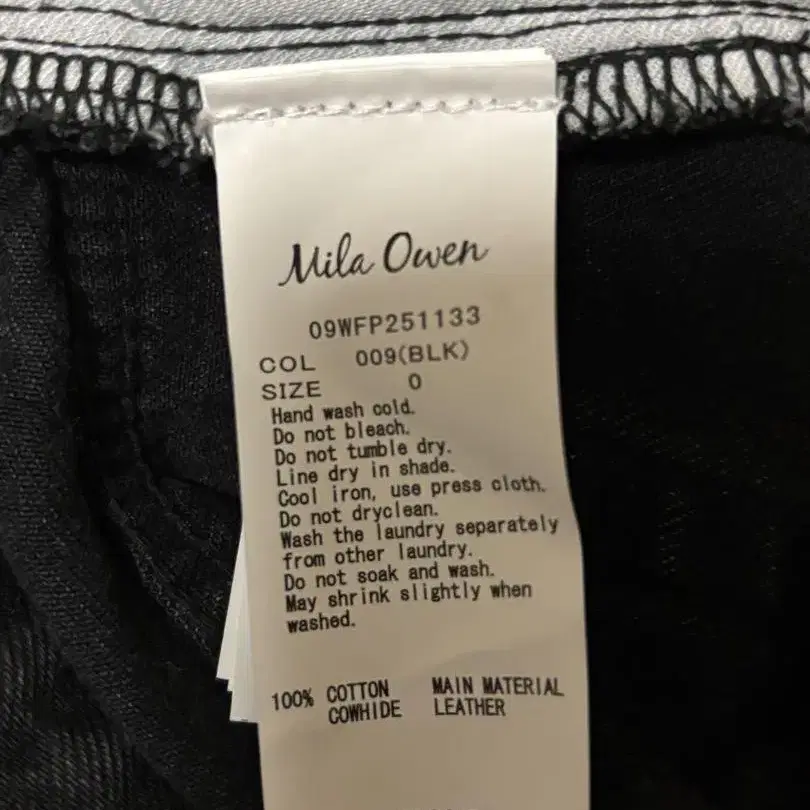 Mila Owen
09WFP251133
COL 009(BLK)
SIZE 0
Hand wash cold.
Do not bleach.
Do not tumble dry.
Line dry in shade.
Cool iron, use press cloth.
Do not dryclean.
Wash the laundry separately
from other laundry.
Do not soak and wash.
May shrink slightly when
washed.
100% COTTON MAIN MATERIAL
COWHIDE LEATHER